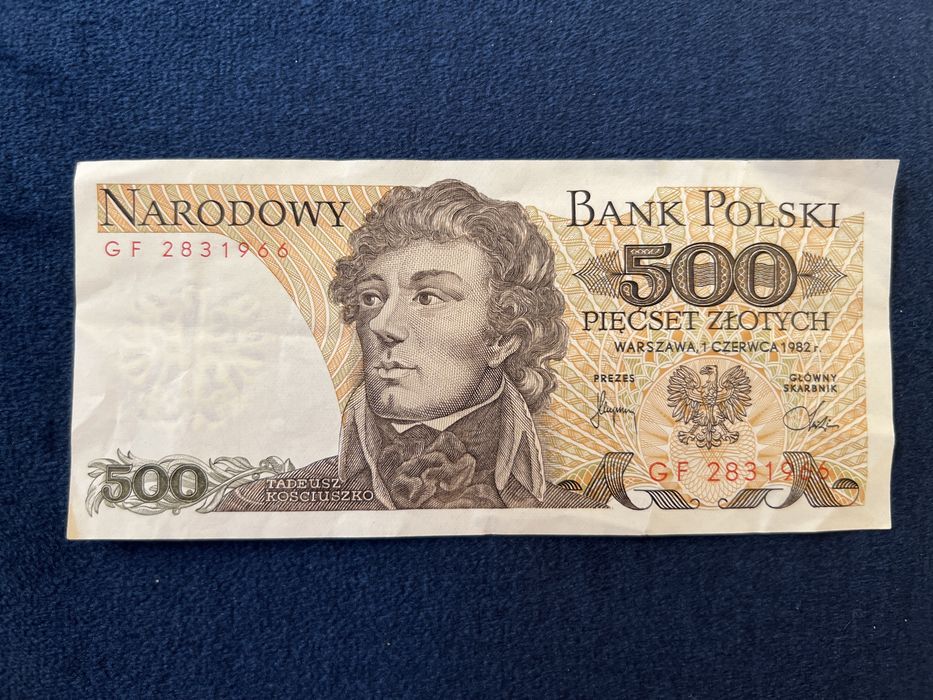 NARODOWY BANK POLSKI
GF 2831966
500
PIĘĆSET ZŁOTYCH
WARSZAWA, 1 CZERWCA 1982 r.
PREZES
GŁÓWNY
SKARBNIK
GF 2831966
500
TADEUSZ
KOŚCIUSZKO